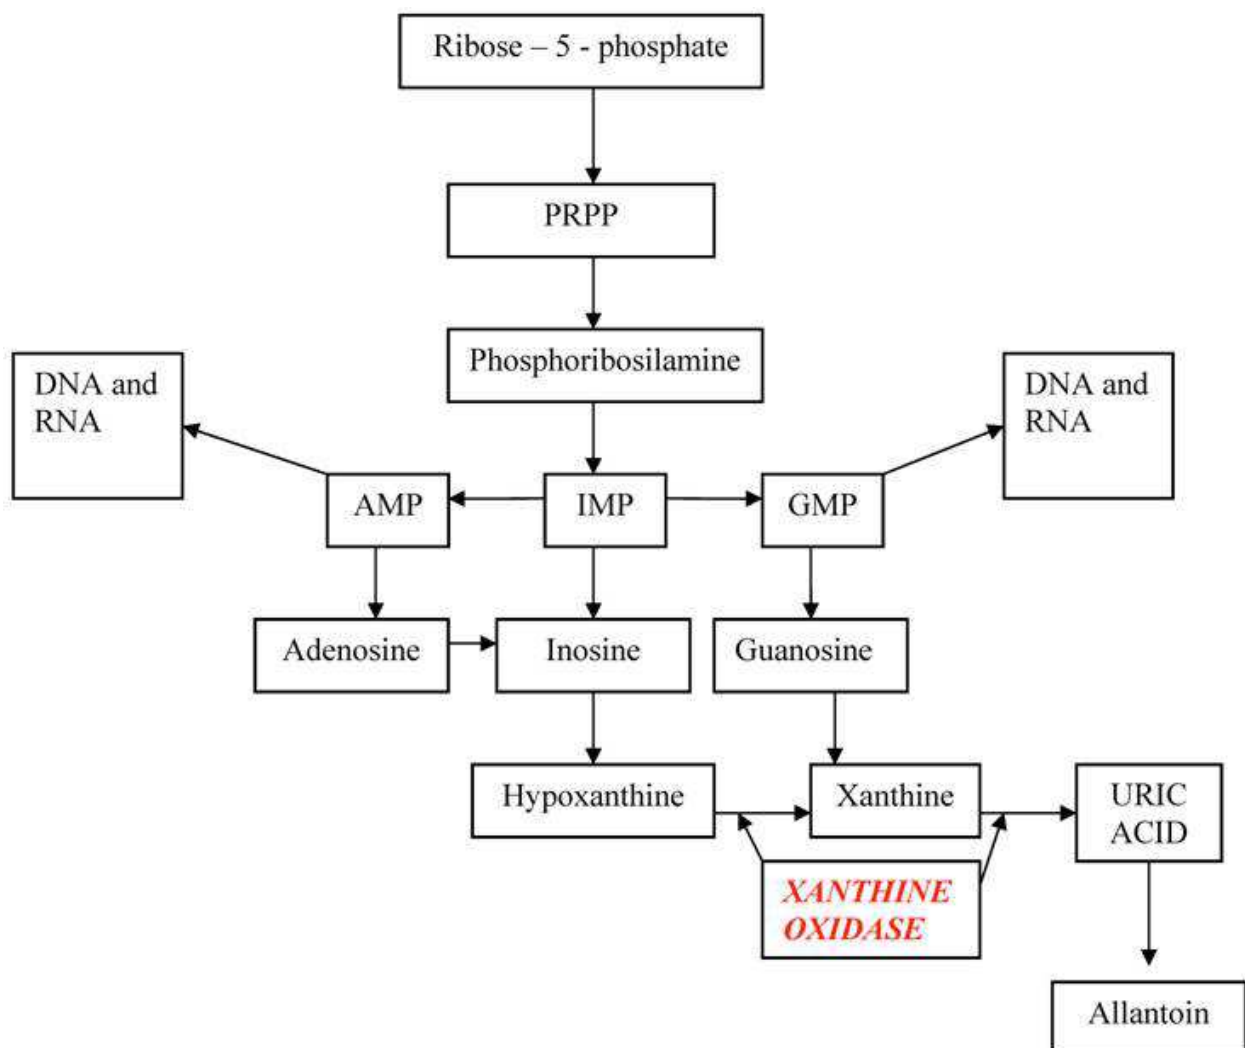 Ribose – 5 - phosphate
PRPP
Phosphoribosilamine
DNA and
RNA
DNA and
RNA
AMP
IMP
GMP
Adenosine
Inosine
Guanosine
Hypoxanthine
Xanthine
URIC
ACID
XANTHINE
OXIDASE
Allantoin